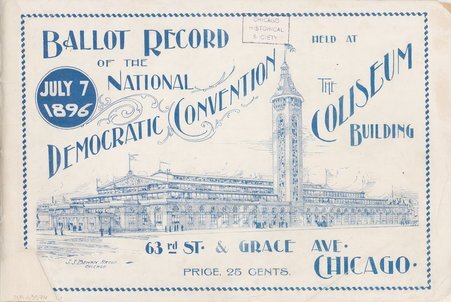 BALLOT RECORD
OF THE
NATIONAL
DEMOCRATIC CONVENTION
JULY 7
1896
CHICAGO
HISTORICAL
SOCIETY
HELD AT
THE
COLISEUM
BUILDING
63rd ST. & GRACE AVE.
CHICAGO.
PRICE, 25 CENTS.
CHICAGO